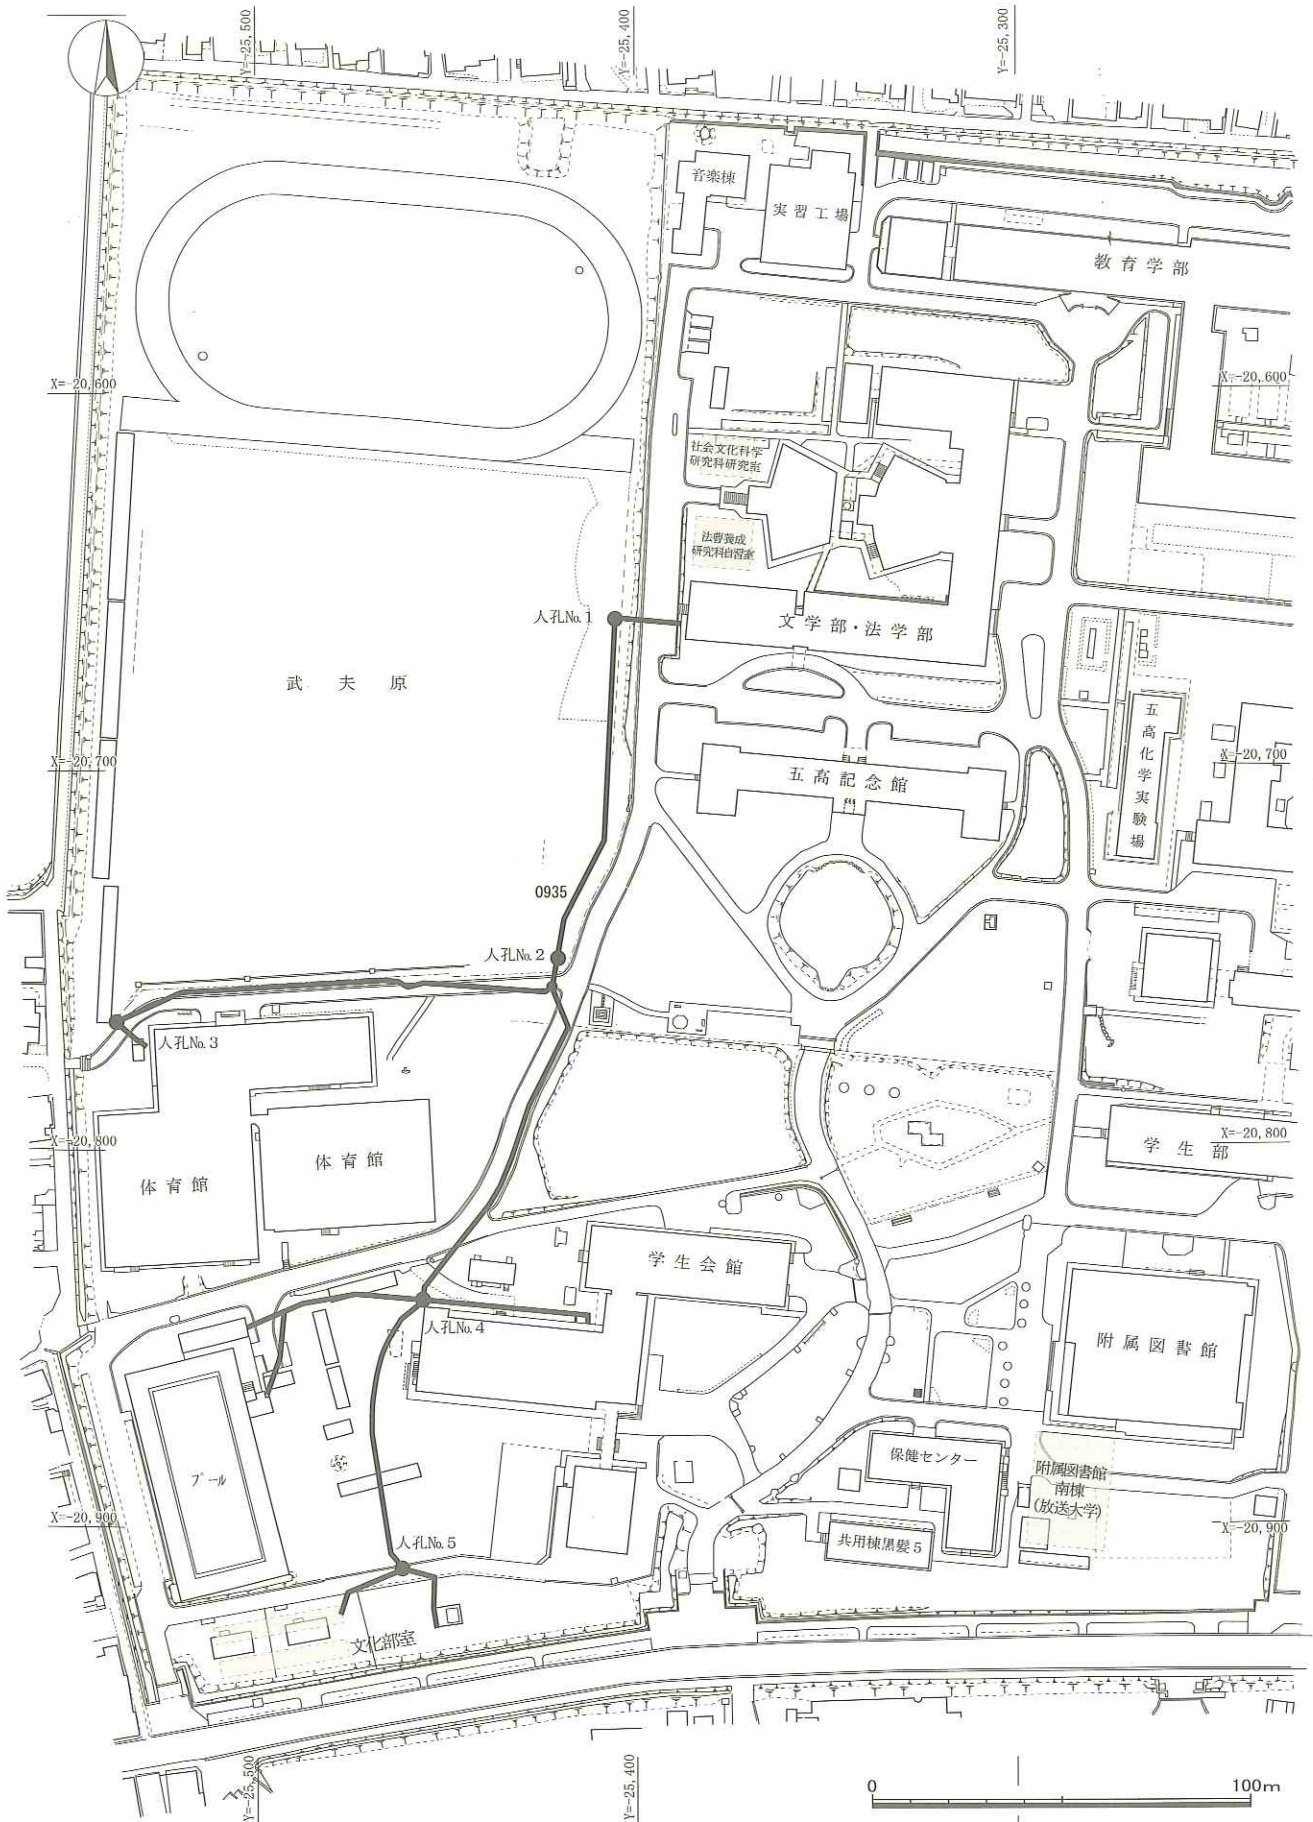 Y=-25,500
Y=-25,400
Y=-25,300
音楽棟
実習工場
教育学部
X=-20,600
X=-20,600
社会文化科学
研究科研究室
法曹養成
研究科自習室
人孔No.1
文学部・法学部
武夫原
五高化学実験場
X=-20,700
X=-20,700
五高記念館
0935
人孔No.2
人孔No.3
X=-20,800
X=-20,800
学生部
体育館
体育館
学生会館
人孔No.4
附属図書館
プール
保健センター
附属図書館
南棟
(放送大学)
X=-20,900
X=-20,900
人孔No.5
共用棟黒髪5
文化部室
Y=-25,500
Y=-25,400
0
100m